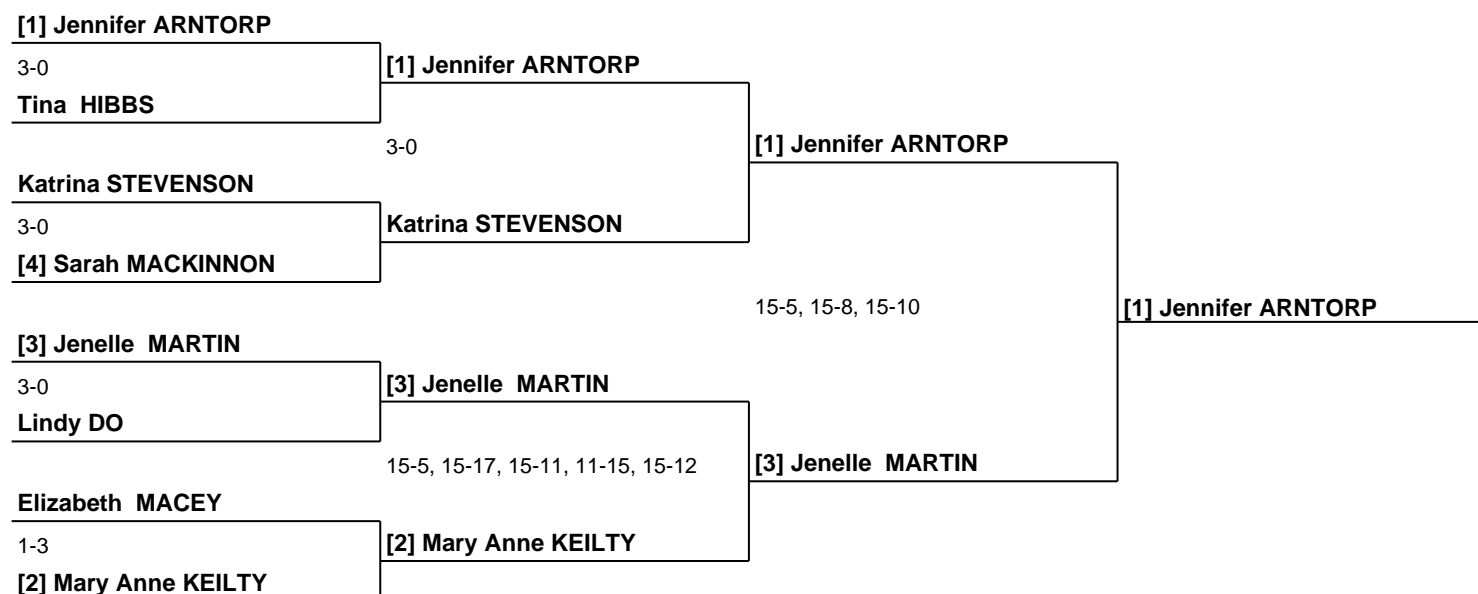 [1] Jennifer ARNTORP
3-0
[1] Jennifer ARNTORP
Tina HIBBS
3-0
[1] Jennifer ARNTORP
Katrina STEVENSON
3-0
Katrina STEVENSON
[4] Sarah MACKINNON
15-5, 15-8, 15-10
[1] Jennifer ARNTORP
[3] Jenelle MARTIN
3-0
[3] Jenelle MARTIN
Lindy DO
15-5, 15-17, 15-11, 11-15, 15-12
[3] Jenelle MARTIN
Elizabeth MACEY
1-3
[2] Mary Anne KEILTY
[2] Mary Anne KEILTY